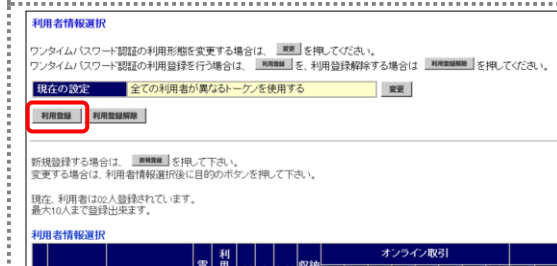 利用者情報選択
ワンタイムパスワード認証の利用形態を変更する場合は、 変更 を押してください。
ワンタイムパスワード認証の利用登録を行う場合は、 利用登録 を、利用登録解除する場合は 利用登録解除 を押してください。
現在の設定 全ての利用者が異なるトークンを使用する 変更
利用登録 利用登録解除
新規登録する場合は、 新規登録 を押して下さい。
変更する場合は、利用者情報選択後に目的のボタンを押して下さい。
現在、利用者は02人登録されています。
最大10人まで登録出来ます。
利用者情報選択
利 オンライン取引
用 収納